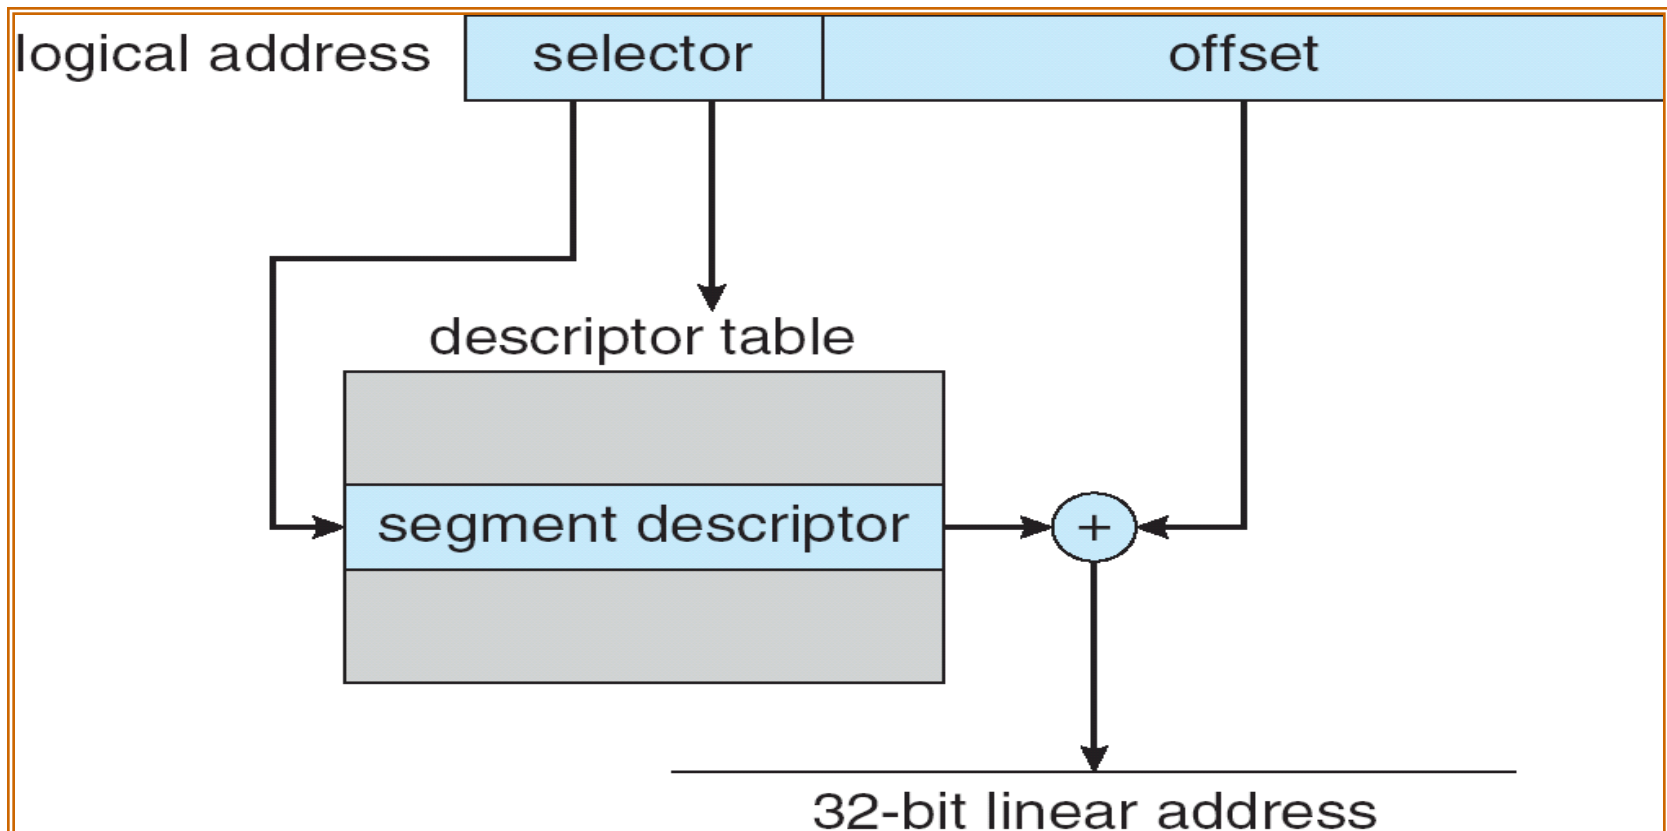 logical address selector offset
descriptor table
segment descriptor +
32-bit linear address